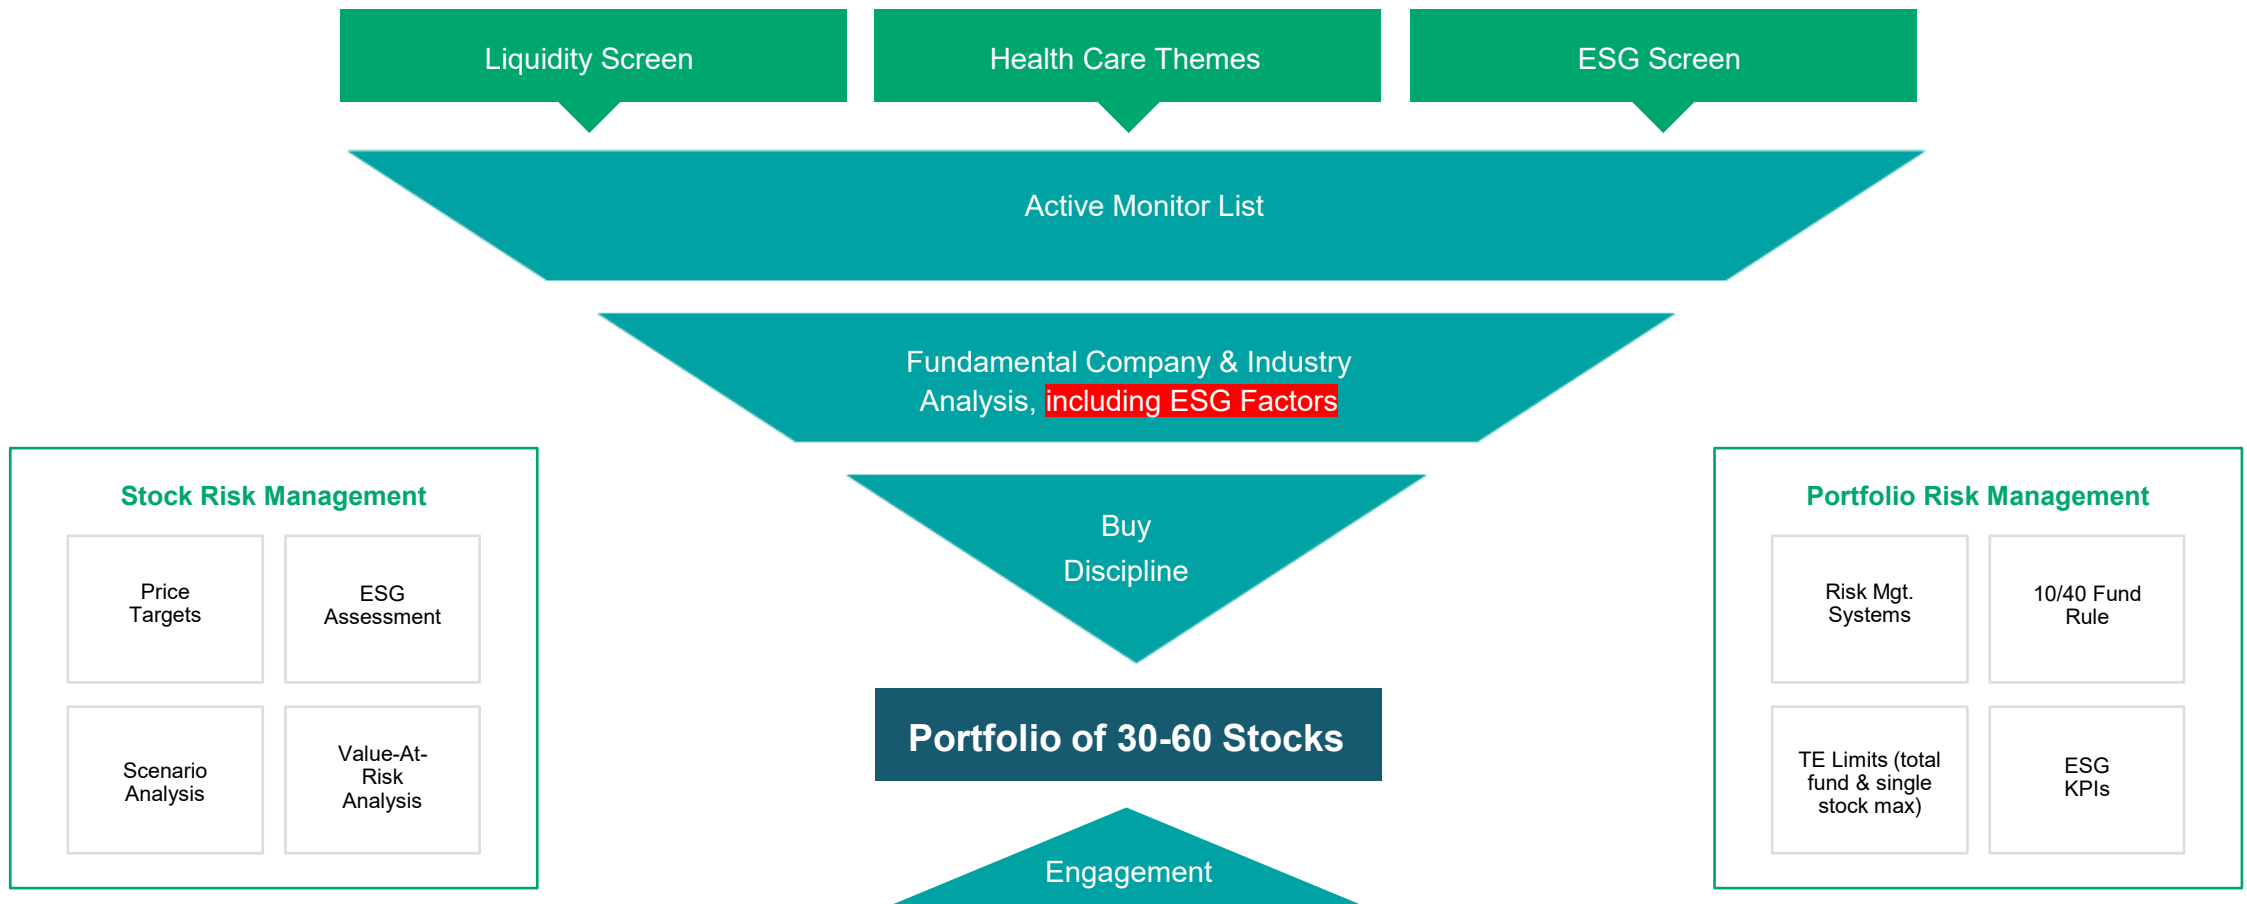 Liquidity Screen
Health Care Themes
ESG Screen
Active Monitor List
Fundamental Company & Industry
Analysis, including ESG Factors
Buy
Discipline
Portfolio of 30-60 Stocks
Engagement
Stock Risk Management
Price
Targets
ESG
Assessment
Scenario
Analysis
Value-At-
Risk
Analysis
Portfolio Risk Management
Risk Mgt.
Systems
10/40 Fund
Rule
TE Limits (total
fund & single
stock max)
ESG
KPIs